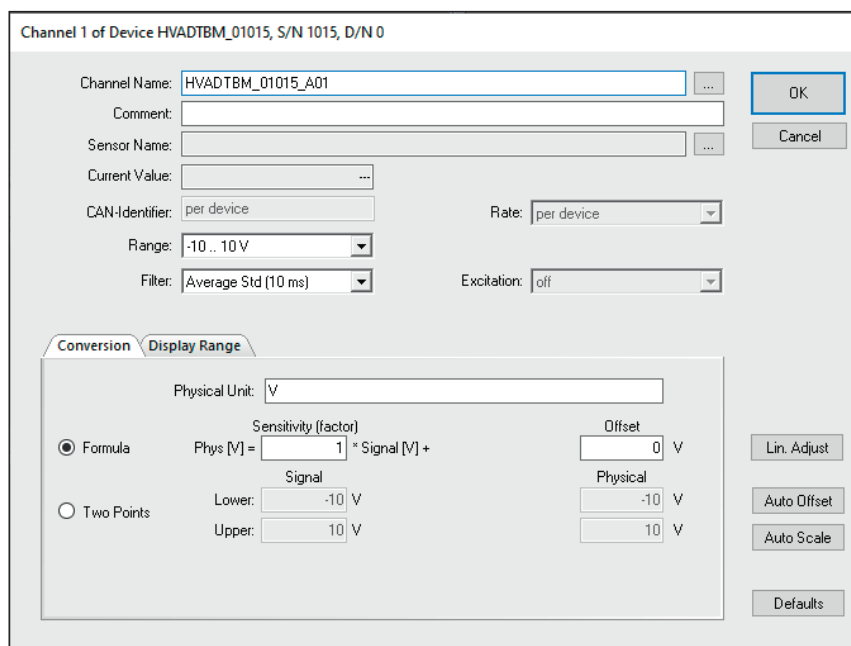 Channel 1 of Device HVADTBM_01015, S/N 1015, D/N 0
Channel Name: HVADTBM_01015_A01 ...
OK
Comment:
Cancel
Sensor Name: ...
Current Value: ---
CAN-Identifier: per device Rate: per device
Range: -10 .. 10 V
Filter: Average Std (10 ms) Excitation: off
Conversion Display Range
Physical Unit: V
Sensitivity (factor) Offset
Formula Phys [V] = 1 * Signal [V] + 0 V Lin. Adjust
Signal Physical
Two Points Lower: -10 V -10 V Auto Offset
Upper: 10 V 10 V Auto Scale
Defaults